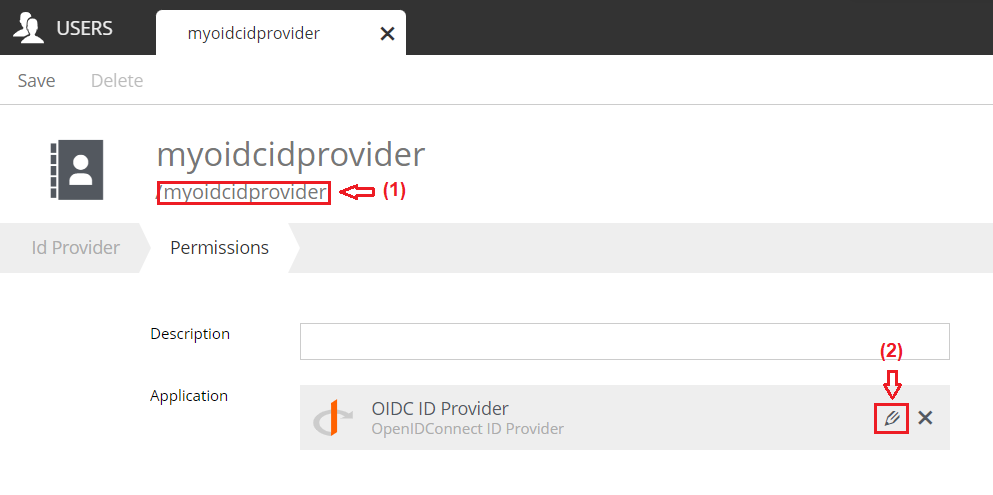 USERS
myoidcidprovider
Save Delete
myoidcidprovider
/myoidcidprovider (1)
Id Provider Permissions
Description
(2)
Application
OIDC ID Provider
OpenIDConnect ID Provider